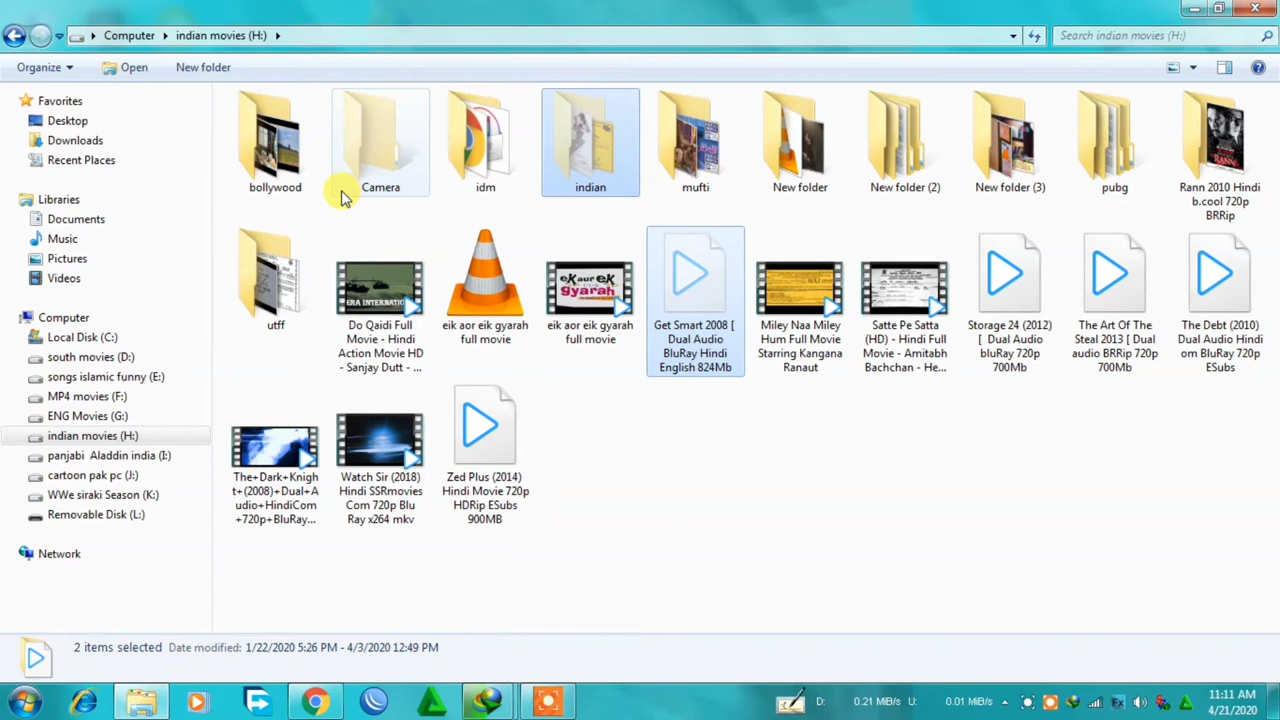 Computer indian movies (H:) Search indian movies (H:)
Organize Open New folder
Favorites
Desktop
Downloads
Recent Places
Libraries
Documents
Music
Pictures
Videos
Computer
Local Disk (C:)
south movies (D:)
songs islamic funny (E:)
MP4 movies (F:)
ENG Movies (G:)
indian movies (H:)
panjabi Aladdin india (I:)
cartoon pak pc (J:)
WWe siraki Season (K:)
Removable Disk (L:)
Network
bollywood
Camera
idm
indian
mufti
New folder
New folder (2)
New folder (3)
pubg
RANN
Rann 2010 Hindi
b.cool 720p
BRRip
utff
ERA INTERNATIO
Do Qaidi Full
Movie - Hindi
Action Movie HD
- Sanjay Dutt - ...
eik aor eik gyarah
full movie
eK aur eK
gyarah
eik aor eik gyarah
full movie
Get Smart 2008 [
Dual Audio
BluRay Hindi
English 824Mb
Miley Naa Miley
Hum Full Movie
Starring Kangana
Ranaut
Satte Pe Satta
(HD) - Hindi Full
Movie - Amitabh
Bachchan - He...
Storage 24 (2012)
[ Dual Audio
bluRay 720p
700Mb
The Art Of The
Steal 2013 [ Dual
audio BRRip 720p
700Mb
The Debt (2010)
Dual Audio Hindi
om BluRay 720p
ESubs
The+Dark+Knigh
t+(2008)+Dual+A
udio+HindiCom
+720p+BluRay...
Watch Sir (2018)
Hindi SSRmovies
Com 720p Blu
Ray x264 mkv
Zed Plus (2014)
Hindi Movie 720p
HDRip ESubs
900MB
2 items selected Date modified: 1/22/2020 5:26 PM - 4/3/2020 12:49 PM
D: 0.21 MiB/s U: 0.01 MiB/s
11:11 AM
4/21/2020